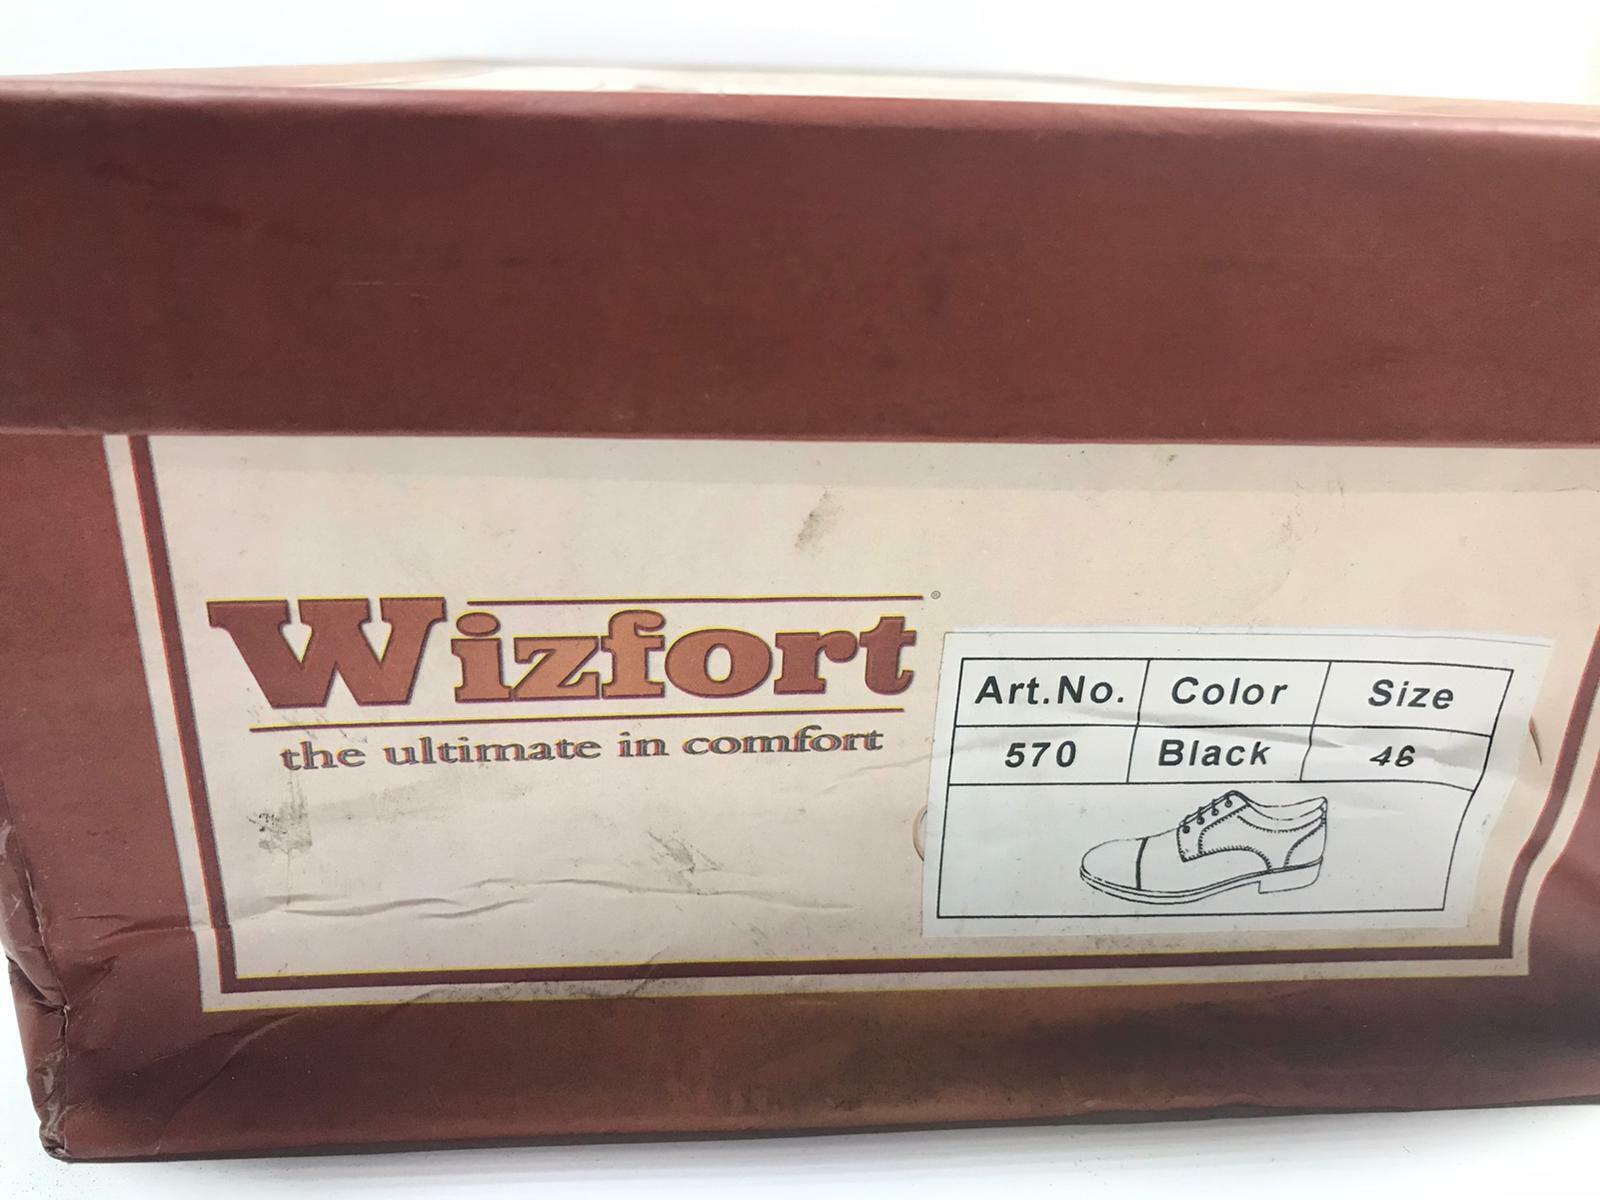 Wizfort®
the ultimate in comfort
Art.No. Color Size
570 Black 46